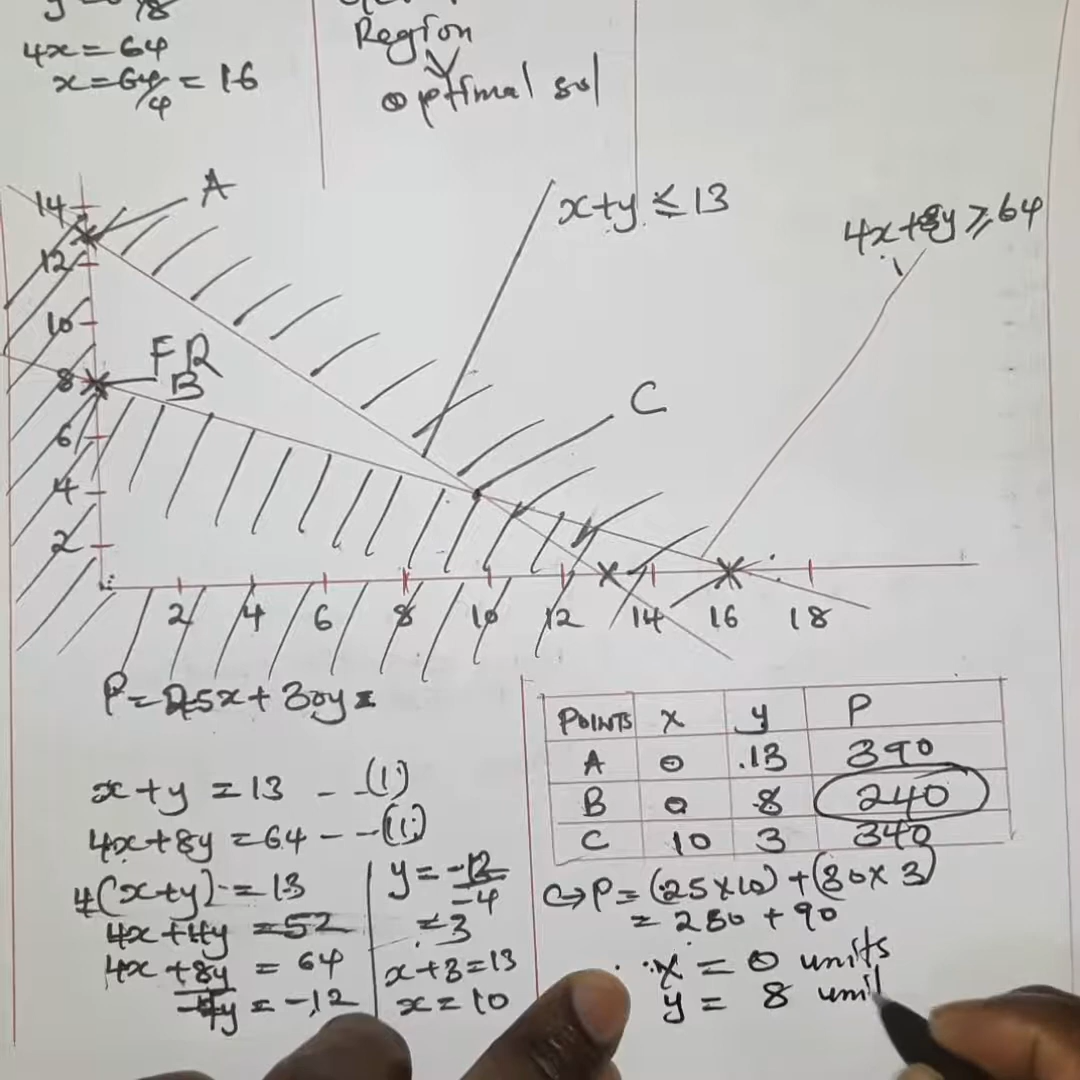 4x = 64
x = 64/4 = 16
Region
optimal sol
A
x+y ≤ 13
4x+8y ≥ 64
14
12
10
8
6
4
2
FR
B
C
2 4 6 8 10 12 14 16 18
P = 25x + 30y =
x + y = 13 - - (i)
4x + 8y = 64 - - (ii)
4(x+y) = 13
4x + 4y = 52
4x + 8y = 64
-4y = -12
y = -12/-4
= 3
x + 3 = 13
x = 10
POINTS x y P
A 0 13 390
B 0 8 240
C 10 3 340
C→ P = (25×10) + (30×3)
= 250 + 90
x = 0 units
y = 8 unit